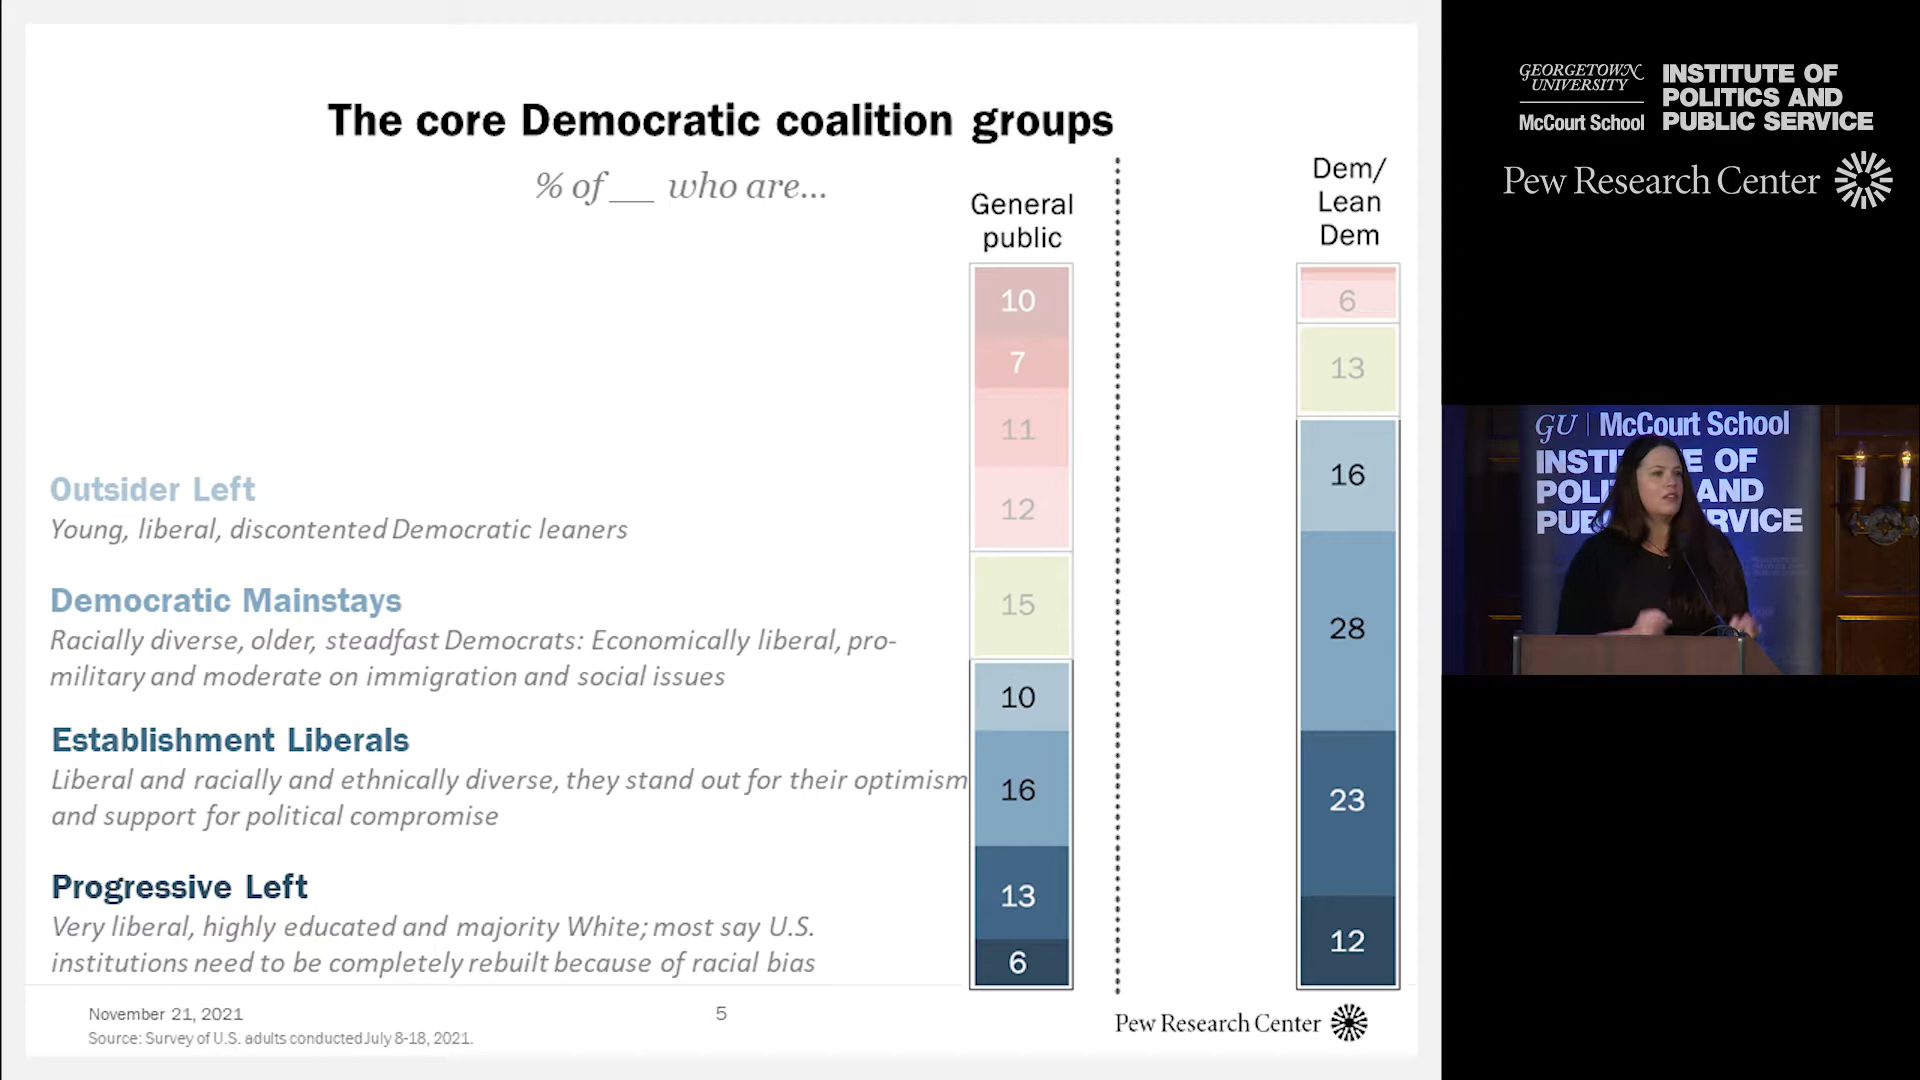 The core Democratic coalition groups
% of __ who are...
General
public
Dem/
Lean
Dem
10
7
11
12
15
10
16
13
6
6
13
16
28
23
12
Outsider Left
Young, liberal, discontented Democratic leaners
Democratic Mainstays
Racially diverse, older, steadfast Democrats: Economically liberal, pro-
military and moderate on immigration and social issues
Establishment Liberals
Liberal and racially and ethnically diverse, they stand out for their optimism
and support for political compromise
Progressive Left
Very liberal, highly educated and majority White; most say U.S.
institutions need to be completely rebuilt because of racial bias
November 21, 2021
Source: Survey of U.S. adults conducted July 8-18, 2021.
5
Pew Research Center
GEORGETOWN
UNIVERSITY
McCourt School
INSTITUTE OF
POLITICS AND
PUBLIC SERVICE
Pew Research Center
GU McCourt School
INSTI E OF
POLI AND
PUB RVICE